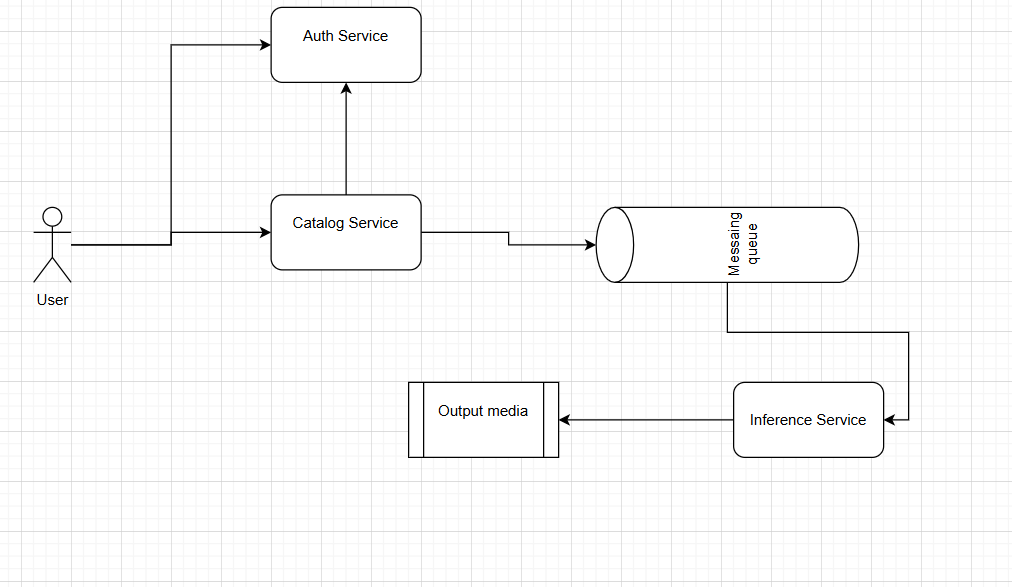 Auth Service
Catalog Service
User
Messaing
queue
Output media
Inference Service